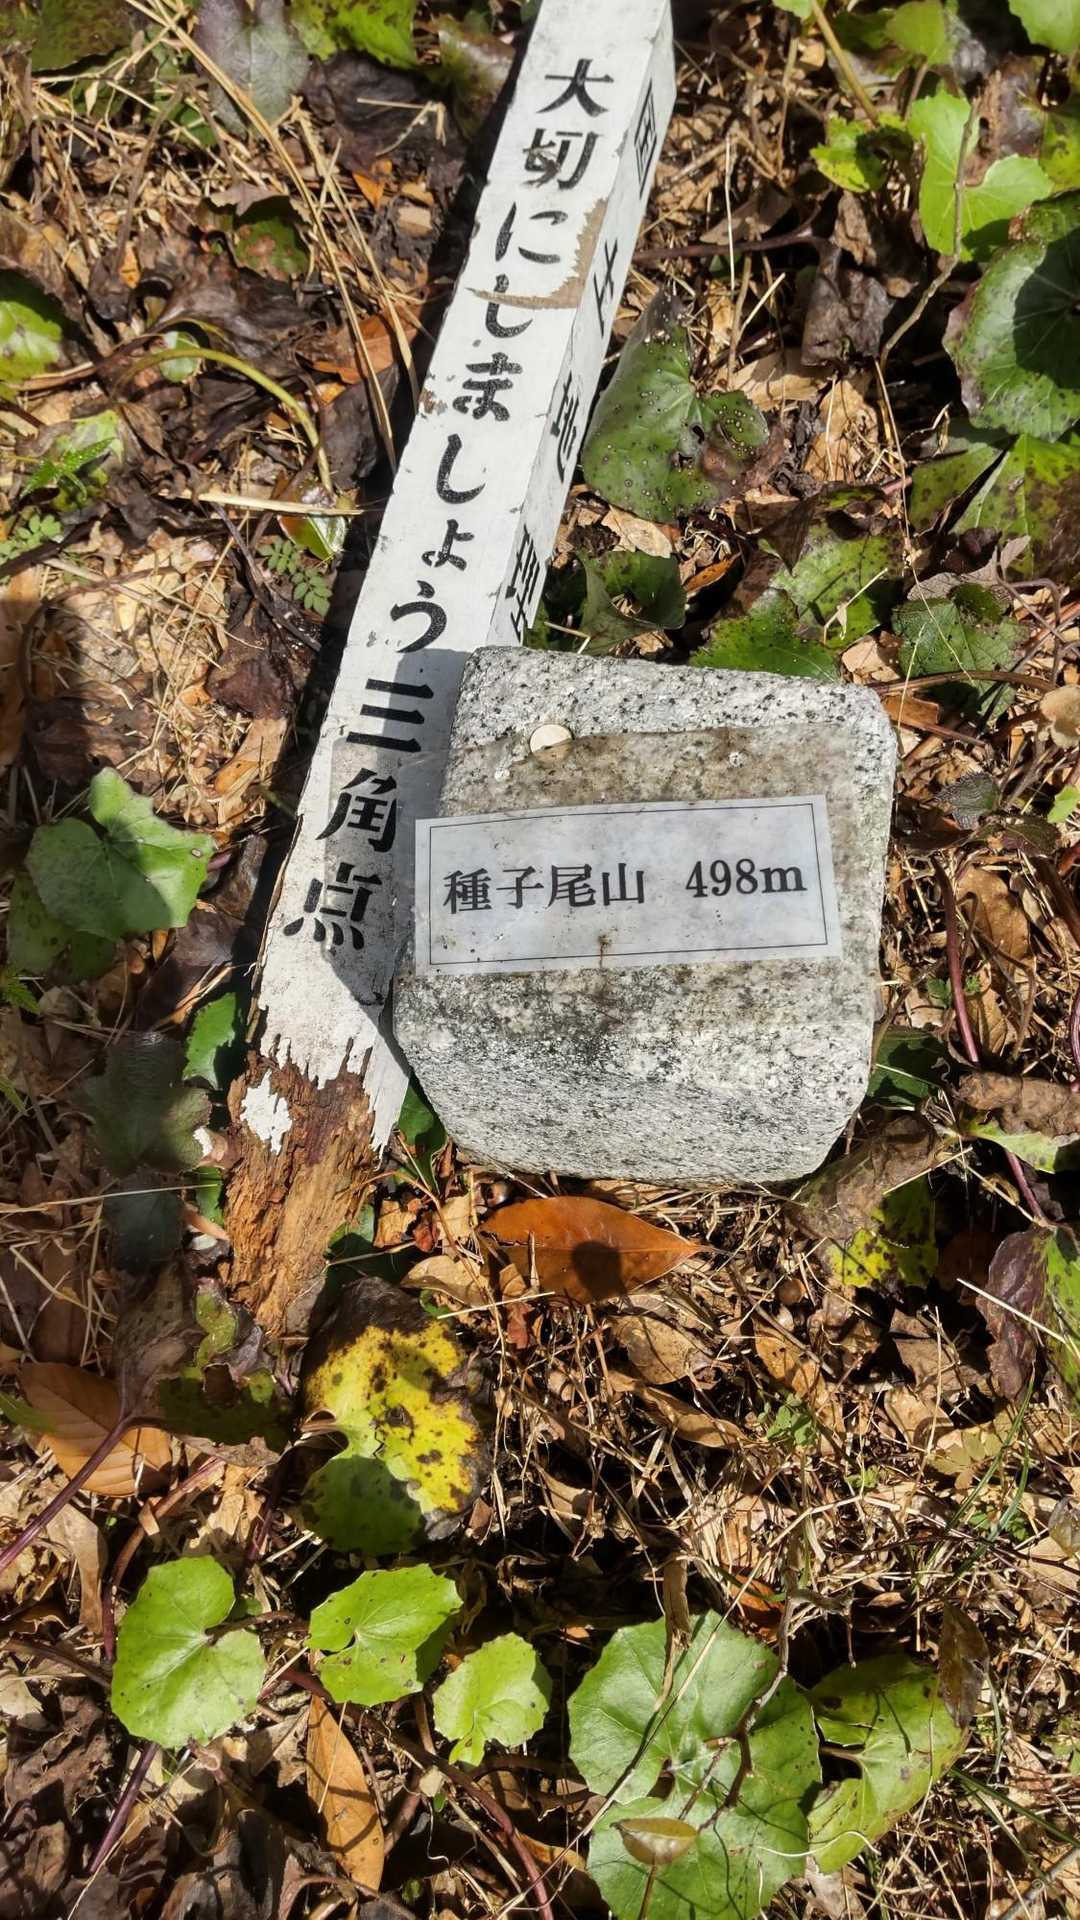 大切にしましょう三角点
国土地理
種子尾山 498m